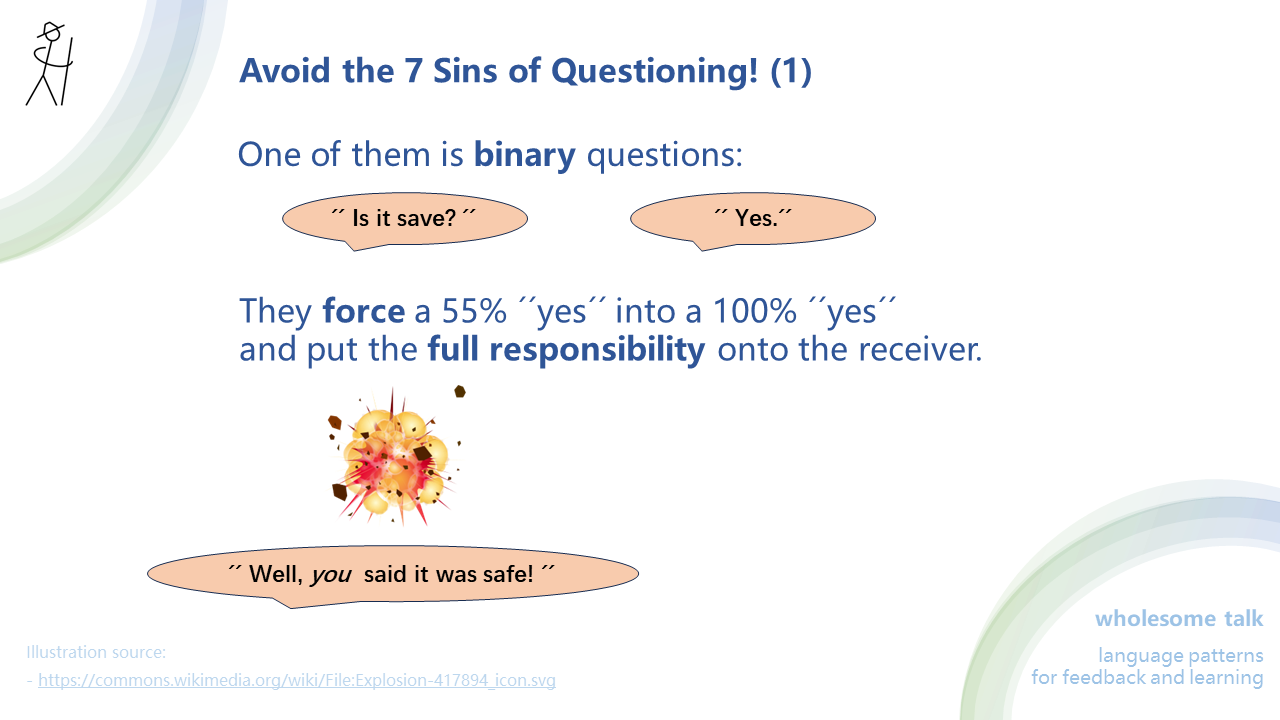 Avoid the 7 Sins of Questioning! (1)
One of them is binary questions:
´´ Is it save? ´´
´´ Yes.´´
They force a 55% ´´yes´´ into a 100% ´´yes´´
and put the full responsibility onto the receiver.
´´ Well, you said it was safe! ´´
wholesome talk
language patterns
for feedback and learning
Illustration source:
- https://commons.wikimedia.org/wiki/File:Explosion-417894_icon.svg